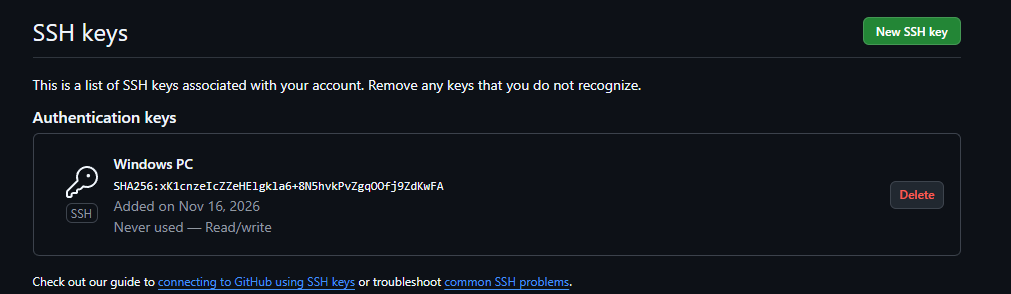 SSH keys
New SSH key
This is a list of SSH keys associated with your account. Remove any keys that you do not recognize.
Authentication keys
Windows PC
SHA256:xK1cnzeIcZZeHElgkla6+8N5hvkPvZgqOOfj9ZdKwFA
Added on Nov 16, 2026
SSH
Never used — Read/write
Delete
Check out our guide to connecting to GitHub using SSH keys or troubleshoot common SSH problems.